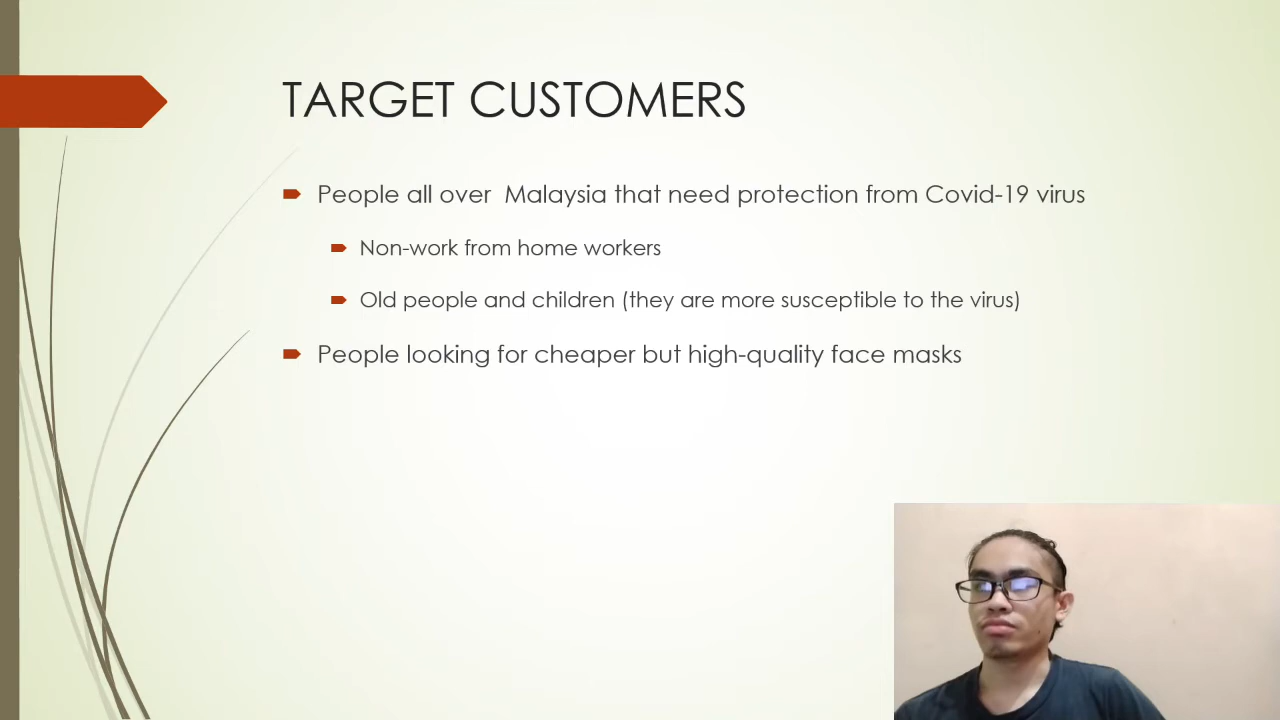 TARGET CUSTOMERS
People all over  Malaysia that need protection from Covid-19 virus
Non-work from home workers
Old people and children (they are more susceptible to the virus)
People looking for cheaper but high-quality face masks